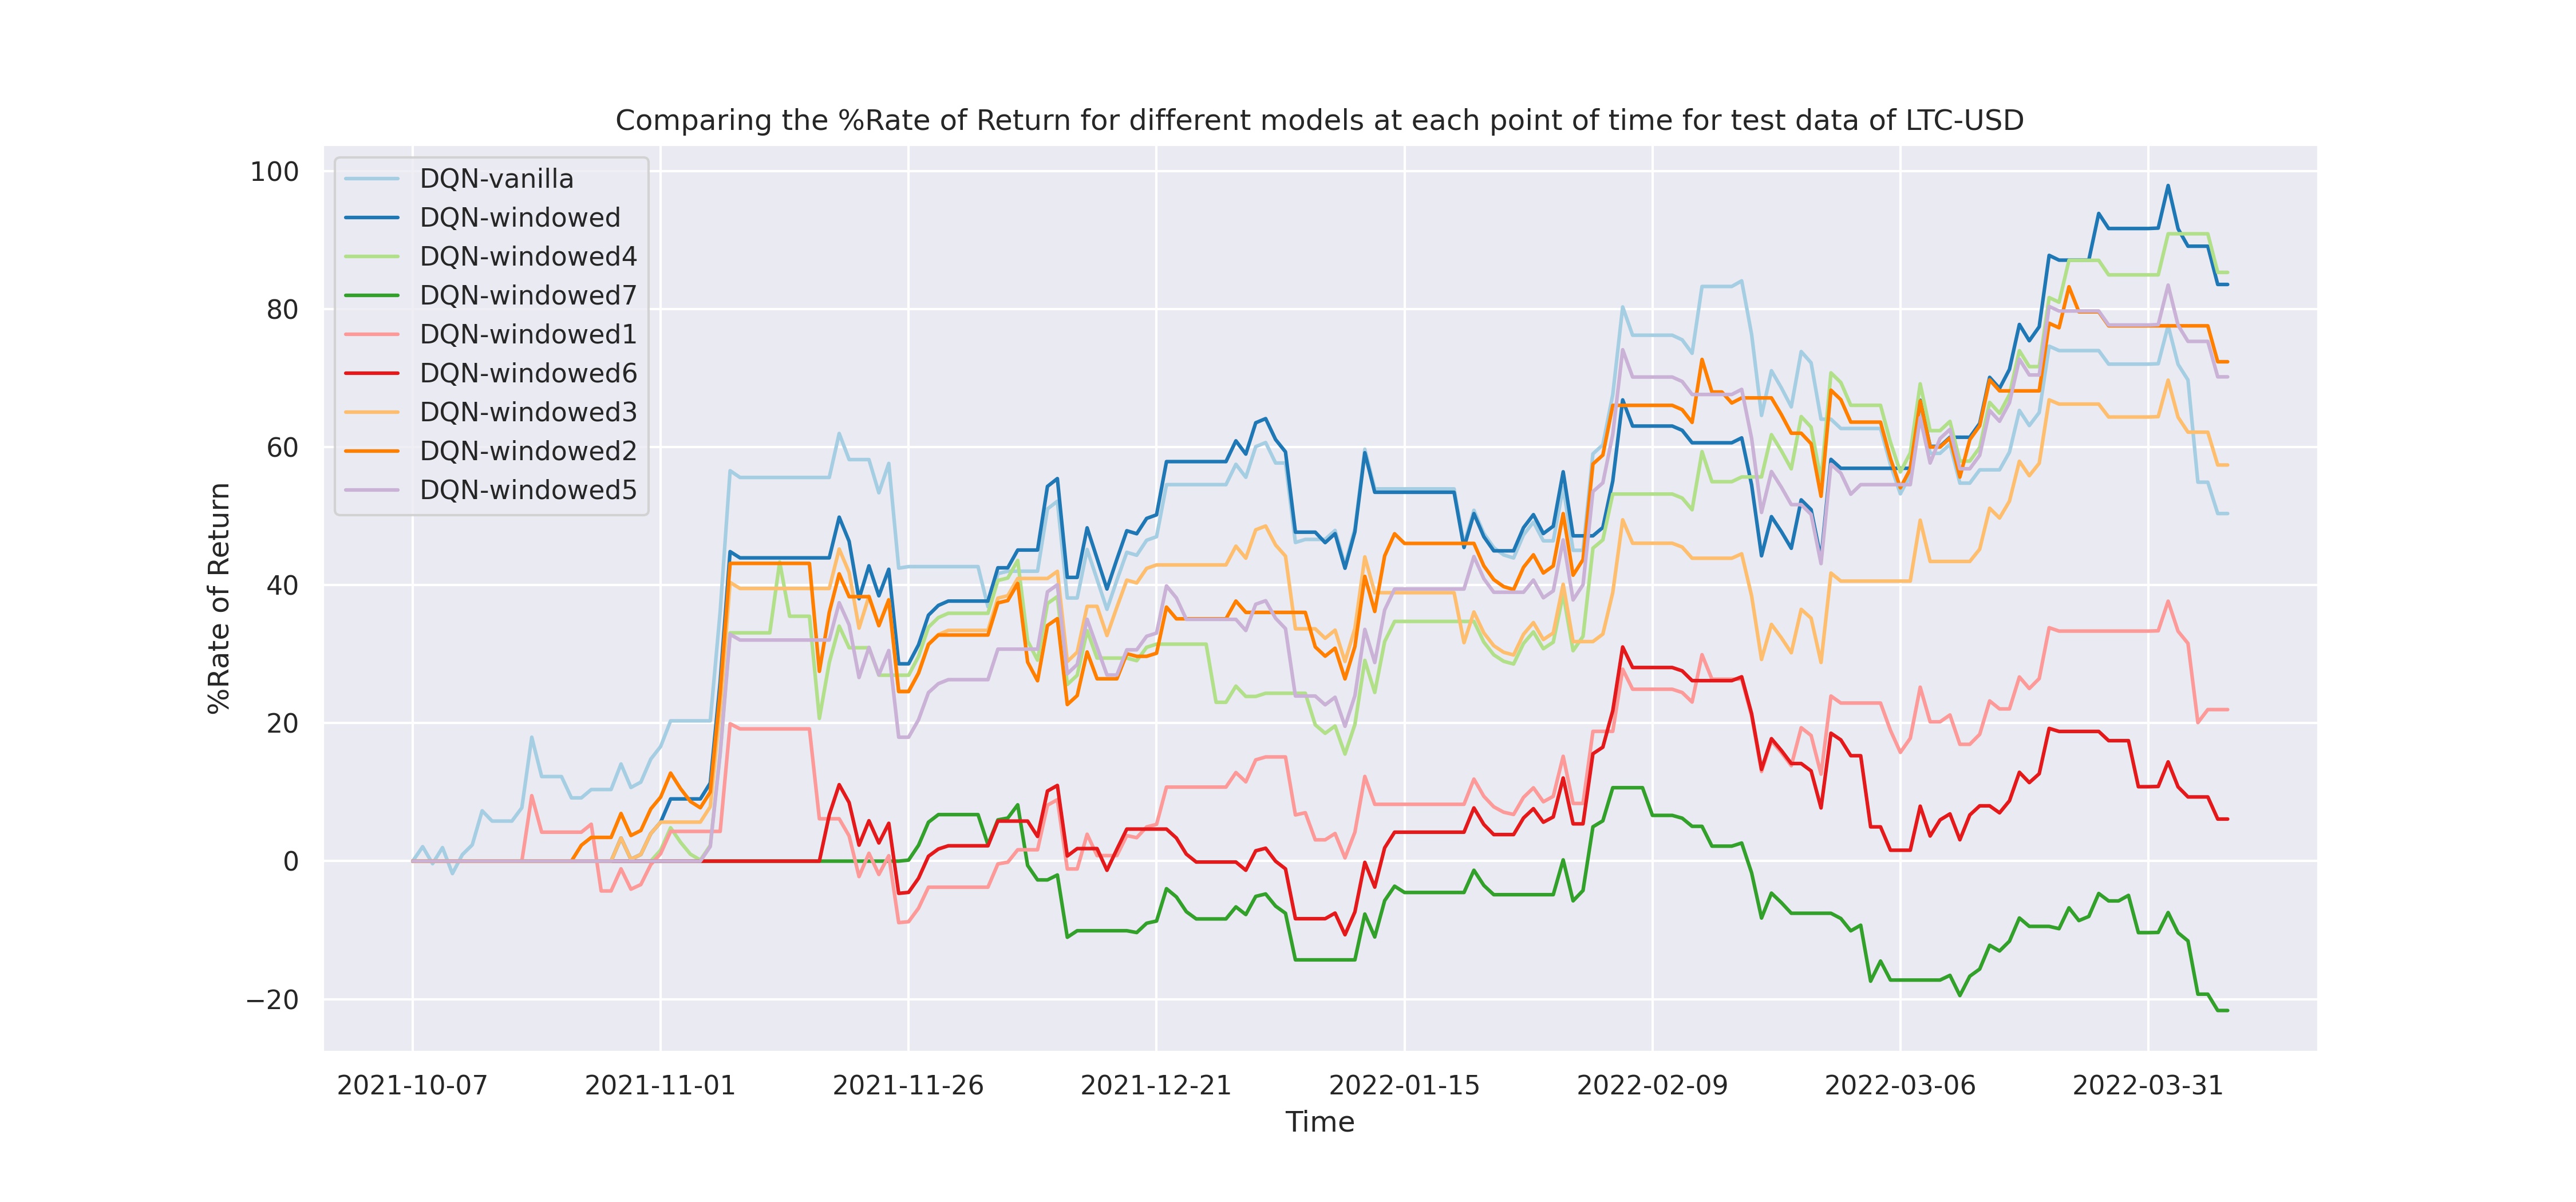 Comparing the %Rate of Return for different models at each point of time for test data of LTC-USD
100
80
60
40
20
0
−20
%Rate of Return
DQN-vanilla
DQN-windowed
DQN-windowed4
DQN-windowed7
DQN-windowed1
DQN-windowed6
DQN-windowed3
DQN-windowed2
DQN-windowed5
2021-10-07 2021-11-01 2021-11-26 2021-12-21 2022-01-15 2022-02-09 2022-03-06 2022-03-31
Time